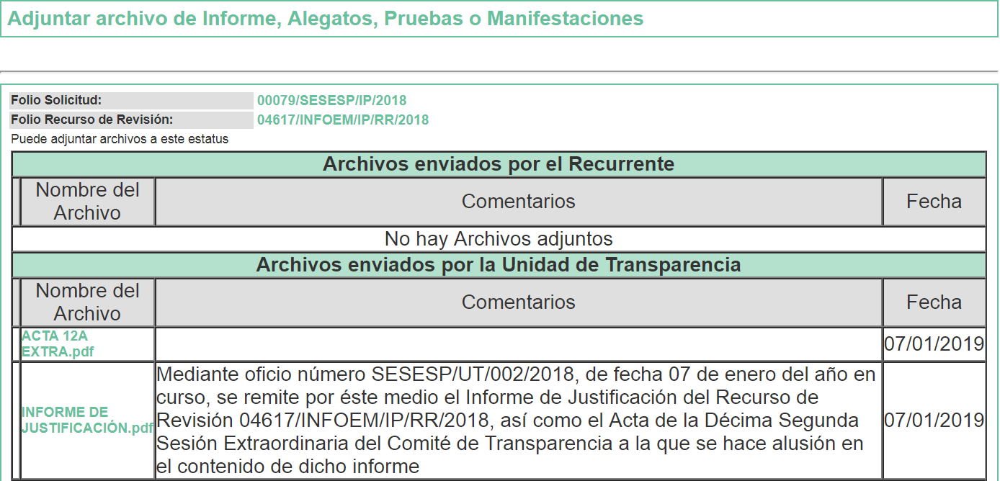 Adjuntar archivo de Informe, Alegatos, Pruebas o Manifestaciones
Folio Solicitud: 00079/SESESP/IP/2018
Folio Recurso de Revisión: 04617/INFOEM/IP/RR/2018
Puede adjuntar archivos a este estatus
Archivos enviados por el Recurrente
Nombre del
Archivo
Comentarios
Fecha
No hay Archivos adjuntos
Archivos enviados por la Unidad de Transparencia
Nombre del
Archivo
Comentarios
Fecha
ACTA 12A
EXTRA.pdf
07/01/2019
INFORME DE
JUSTIFICACIÓN.pdf
Mediante oficio número SESESP/UT/002/2018, de fecha 07 de enero del año en
curso, se remite por éste medio el Informe de Justificación del Recurso de
Revisión 04617/INFOEM/IP/RR/2018, así como el Acta de la Décima Segunda
Sesión Extraordinaria del Comité de Transparencia a la que se hace alusión en
el contenido de dicho informe
07/01/2019